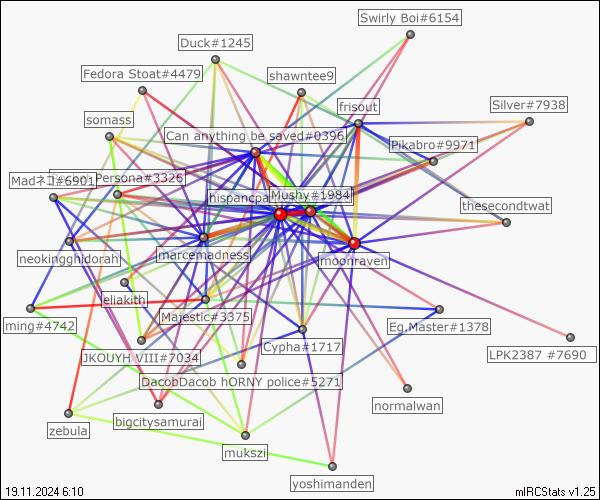 Swirly Boi#6154
Duck#1245
Fedora Stoat#4479
shawntee9
frisout
Silver#7938
somass
Can anything be saved#0396
Pikabro#9971
Madネコ#6901
Persona#3326
hispancpa
Mushy#1984
thesecondtwat
neokingghidorah
marcemadness
moonraven
eliakith
ming#4742
Majestic#3375
Eg.Master#1378
JKOUYH VIII#7034
Cypha#1717
LPK2387 #7690
DacobDacob hORNY police#5271
normalwan
zebula
bigcitysamurai
mukszi
yoshimanden
19.11.2024 6:10
mIRCStats v1.25